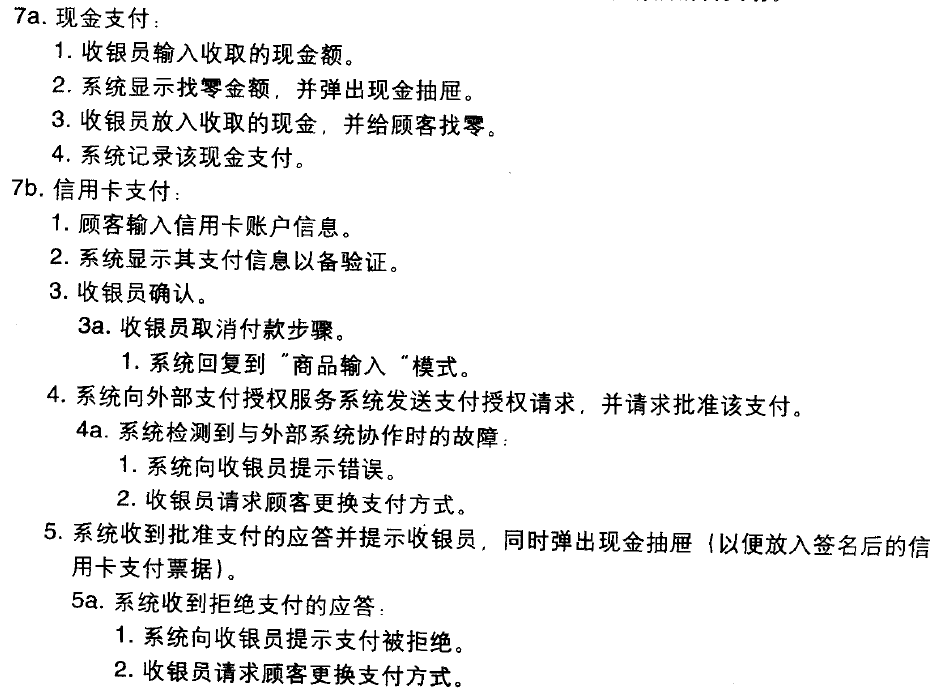 7a. 现金支付：
1. 收银员输入收取的现金额。
2. 系统显示找零金额，并弹出现金抽屉。
3. 收银员放入收取的现金，并给顾客找零。
4. 系统记录该现金支付。
7b. 信用卡支付：
1. 顾客输入信用卡账户信息。
2. 系统显示其支付信息以备验证。
3. 收银员确认。
3a. 收银员取消付款步骤。
1. 系统回复到“商品输入“模式。
4. 系统向外部支付授权服务系统发送支付授权请求，并请求批准该支付。
4a. 系统检测到与外部系统协作时的故障：
1. 系统向收银员提示错误。
2. 收银员请求顾客更换支付方式。
5. 系统收到批准支付的应答并提示收银员，同时弹出现金抽屉（以便放入签名后的信
用卡支付票据）。
5a. 系统收到拒绝支付的应答：
1. 系统向收银员提示支付被拒绝。
2. 收银员请求顾客更换支付方式。